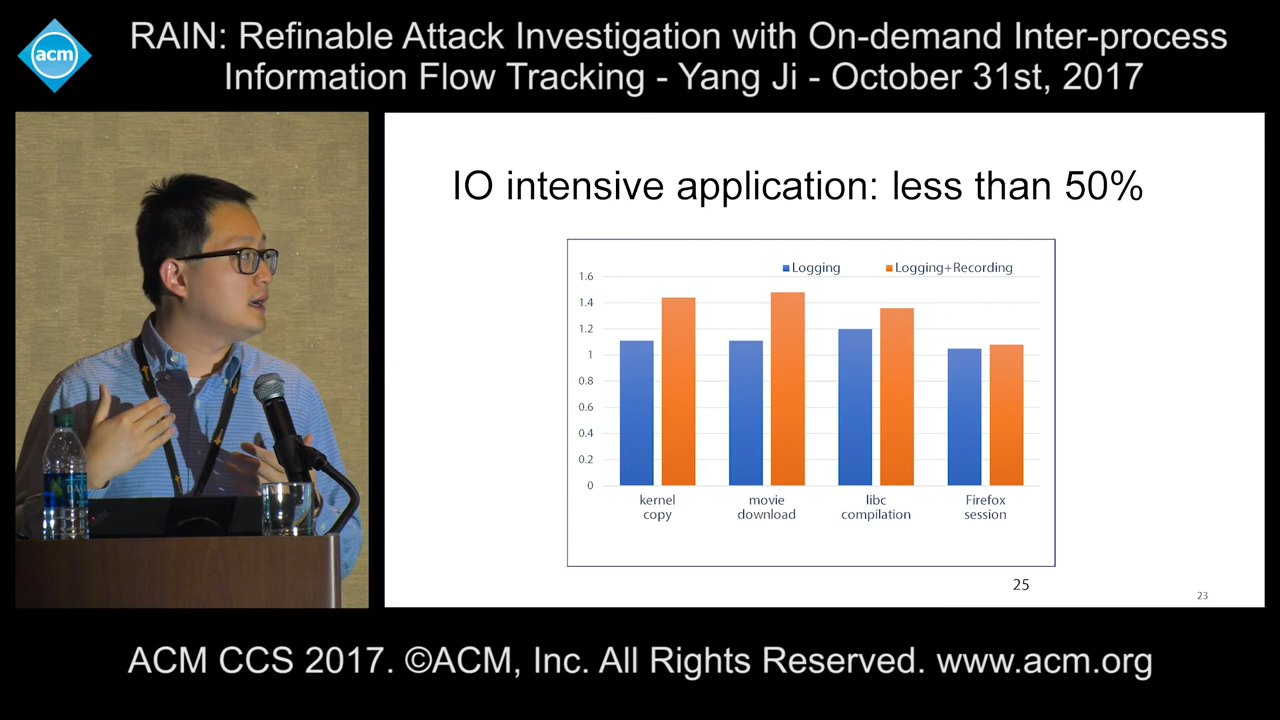 acm
RAIN: Refinable Attack Investigation with On-demand Inter-process
Information Flow Tracking - Yang Ji - October 31st, 2017
IO intensive application: less than 50%
Logging
Logging+Recording
1.6
1.4
1.2
1
0.8
0.6
0.4
0.2
0
kernel
copy
movie
download
libc
compilation
Firefox
session
25
23
ACM CCS 2017. ©ACM, Inc. All Rights Reserved. www.acm.org